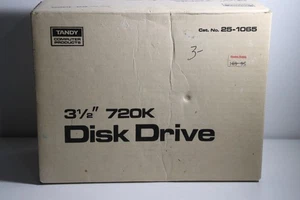 TANDY
COMPUTER
PRODUCTS
Cat. No. 25-1065
3-
3½" 720K
Disk Drive